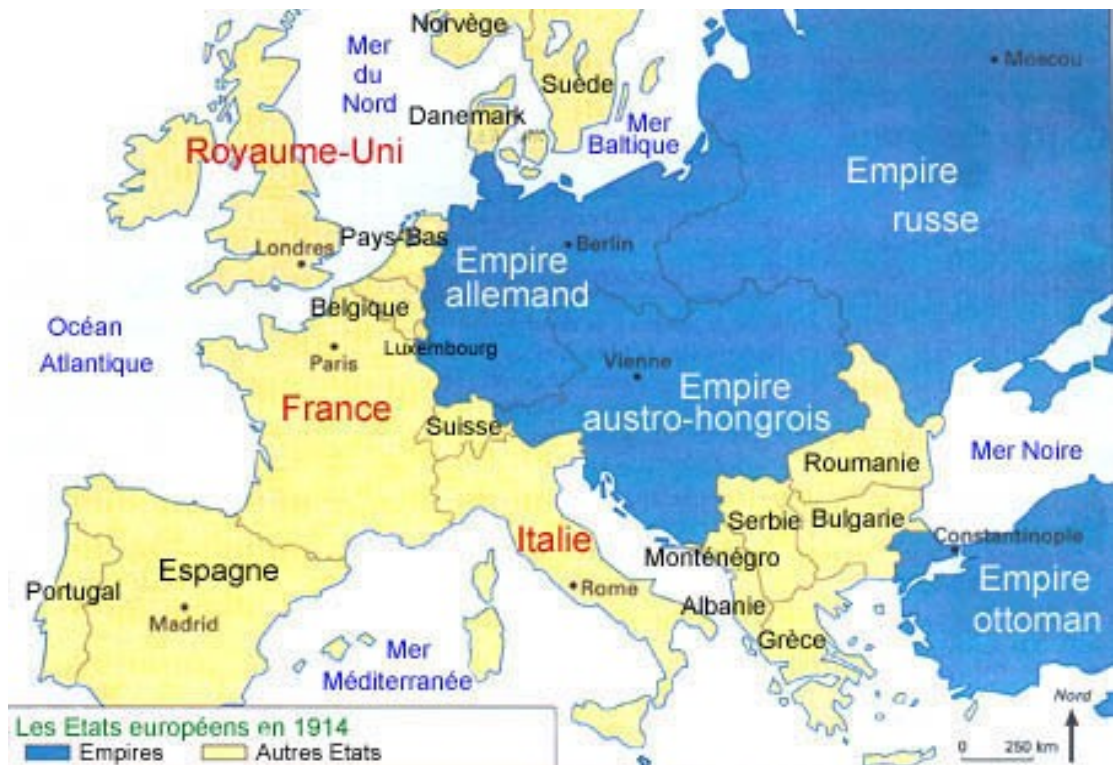 Norvège
Mer
du
Nord
Suède
Moscou
Danemark
Mer
Baltique
Royaume-Uni
Empire
russe
Londres
Pays-Bas
Berlin
Empire
allemand
Belgique
Océan
Atlantique
Paris
Luxembourg
Vienne
France
Empire
austro-hongrois
Suisse
Mer Noire
Roumanie
Serbie
Bulgarie
Constantinople
Italie
Monténégro
Espagne
Portugal
Madrid
Rome
Albanie
Empire
ottoman
Grèce
Mer
Méditerranée
Nord
Les Etats européens en 1914
Empires
Autres Etats
0 250 km